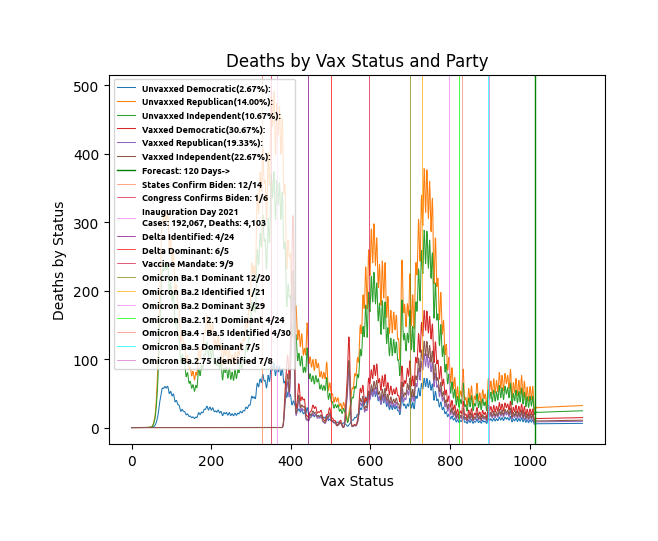 Deaths by Vax Status and Party
500
400
300
200
100
0
Deaths by Status
Unvaxxed Democratic(2.67%):
Unvaxxed Republican(14.00%):
Unvaxxed Independent(10.67%):
Vaxxed Democratic(30.67%):
Vaxxed Republican(19.33%):
Vaxxed Independent(22.67%):
Forecast: 120 Days->
States Confirm Biden: 12/14
Congress Confirms Biden: 1/6
Inauguration Day 2021
Cases: 192,067, Deaths: 4,103
Delta Identified: 4/24
Delta Dominant: 6/5
Vaccine Mandate: 9/9
Omicron Ba.1 Dominant 12/20
Omicron Ba.2 Identified 1/21
Omicron Ba.2 Dominant 3/29
Omicron Ba.2.12.1 Dominant 4/24
Omicron Ba.4 - Ba.5 Identified 4/30
Omicron Ba.5 Dominant 7/5
Omicron Ba.2.75 Identified 7/8
0 200 400 600 800 1000
Vax Status